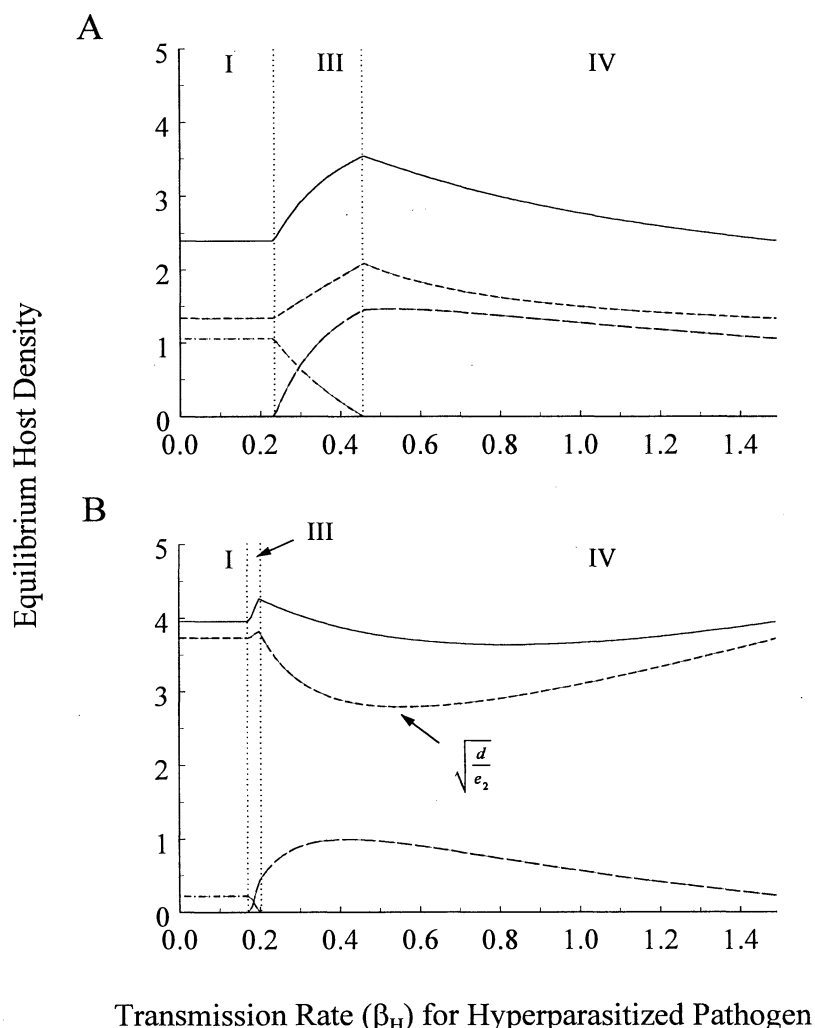 A
I III IV
5
4
3
2
1
0
0.0 0.2 0.4 0.6 0.8 1.0 1.2 1.4
Equilibrium Host Density
B
I III IV
5
4
3
2
1
0
√(d/e₂)
0.0 0.2 0.4 0.6 0.8 1.0 1.2 1.4
Transmission Rate (β_H) for Hyperparasitized Pathogen